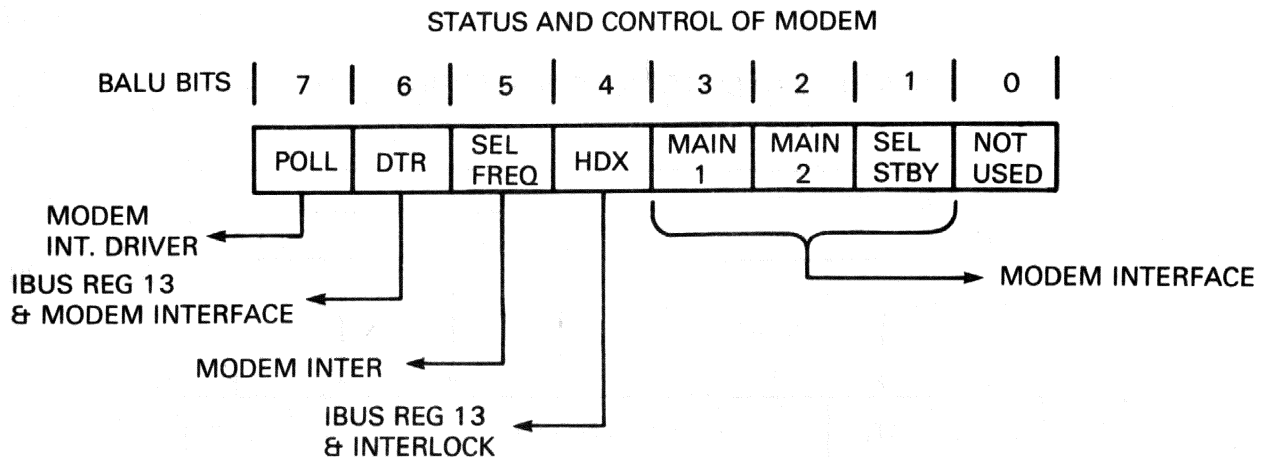 STATUS AND CONTROL OF MODEM
BALU BITS 7 6 5 4 3 2 1 0
POLL DTR SEL FREQ HDX MAIN 1 MAIN 2 SEL STBY NOT USED
MODEM
INT. DRIVER
IBUS REG 13
& MODEM INTERFACE
MODEM INTERFACE
MODEM INTER
IBUS REG 13
& INTERLOCK